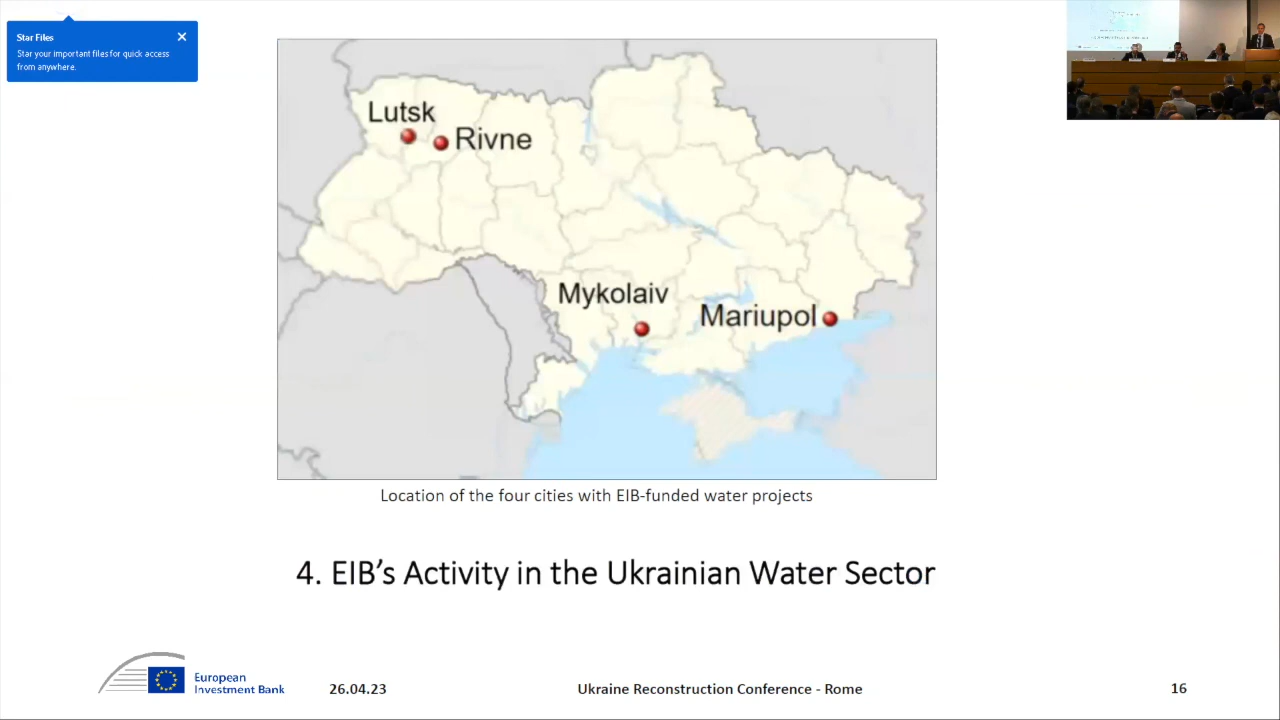 Star Files
Star your important files for quick access
from anywhere.
Lutsk
Rivne
Mykolaiv
Mariupol
Location of the four cities with EIB-funded water projects
4. EIB’s Activity in the Ukrainian Water Sector
European
Investment Bank
26.04.23
Ukraine Reconstruction Conference - Rome
16